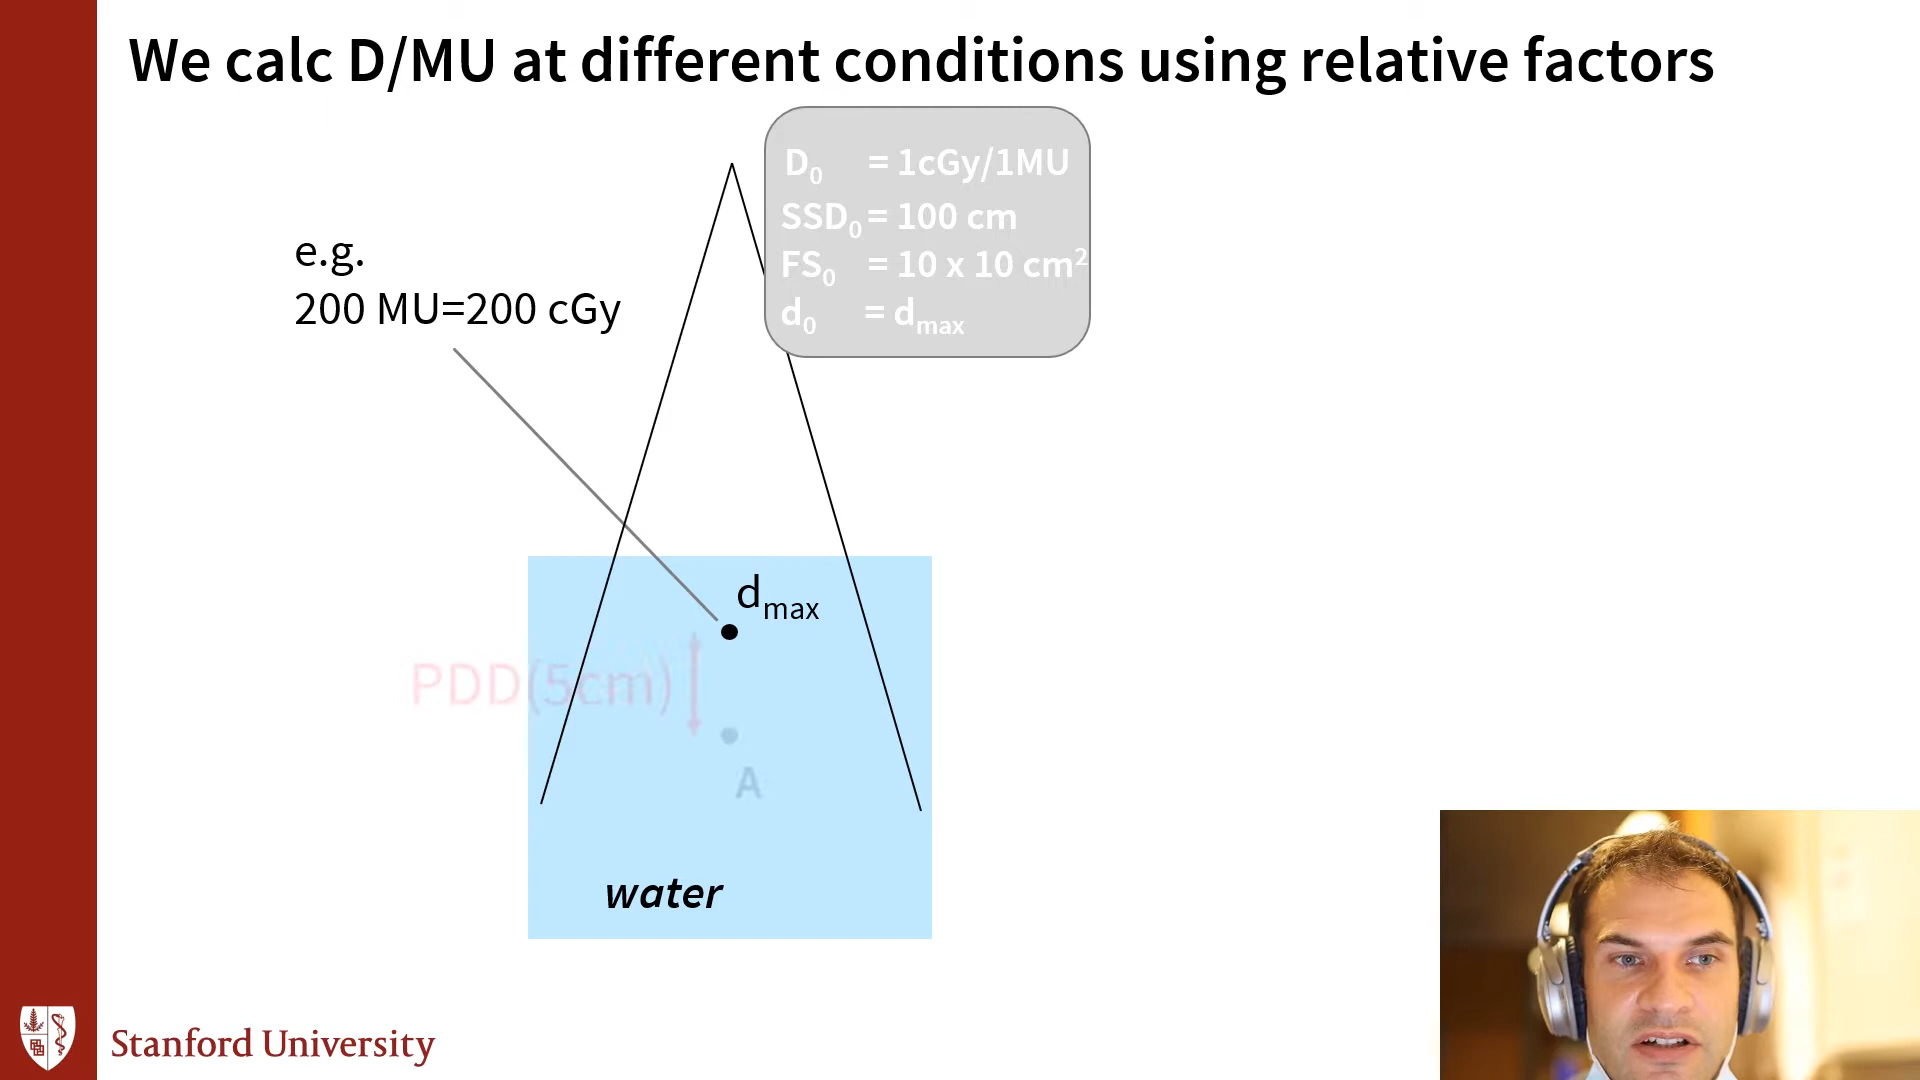 We calc D/MU at different conditions using relative factors
D₀ = 1cGy/1MU
SSD₀ = 100 cm
FS₀ = 10 x 10 cm²
d₀ = dmax
e.g.
200 MU=200 cGy
dmax
PDD(5cm)
A
water
Stanford University